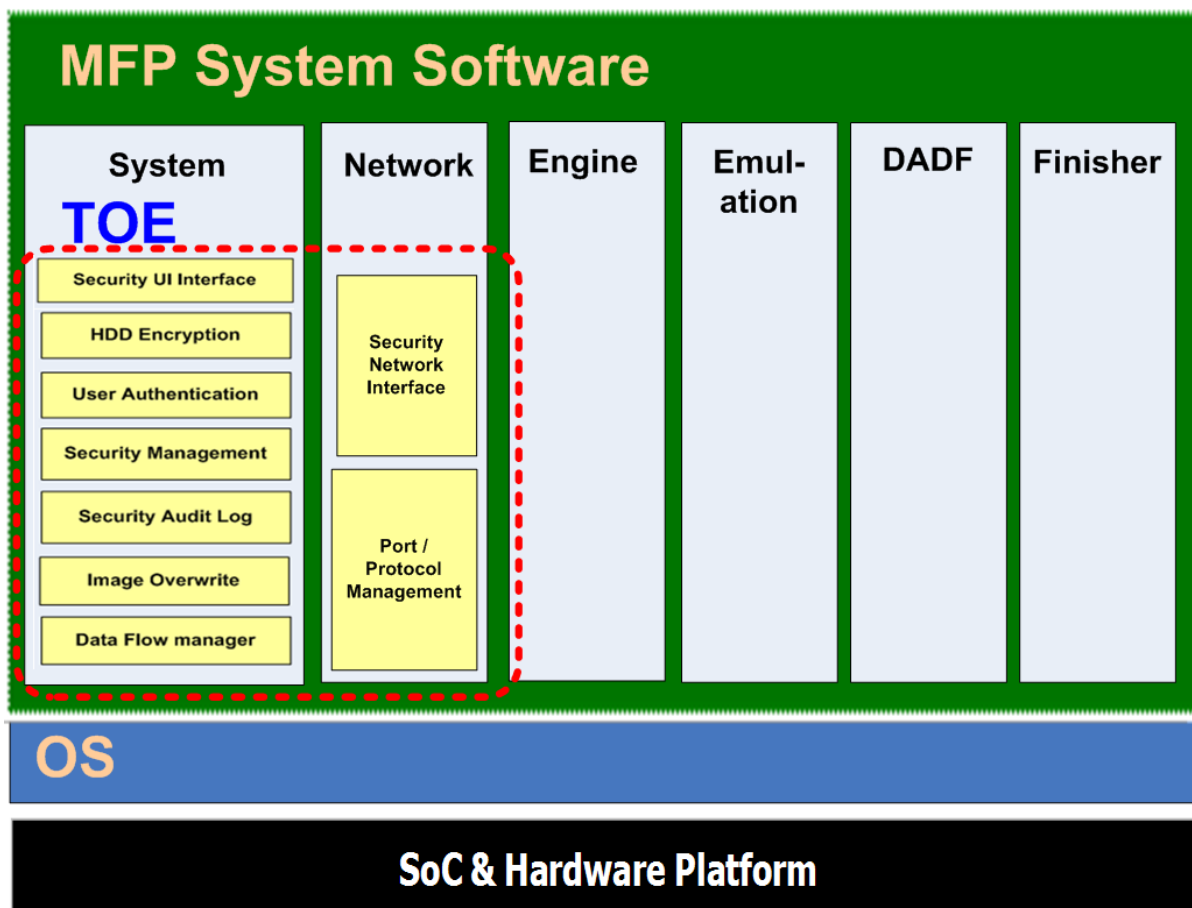 MFP System Software
System
TOE
Security UI Interface
HDD Encryption
User Authentication
Security Management
Security Audit Log
Image Overwrite
Data Flow manager
Network
Security
Network
Interface
Port /
Protocol
Management
Engine
Emul-
ation
DADF
Finisher
OS
SoC & Hardware Platform